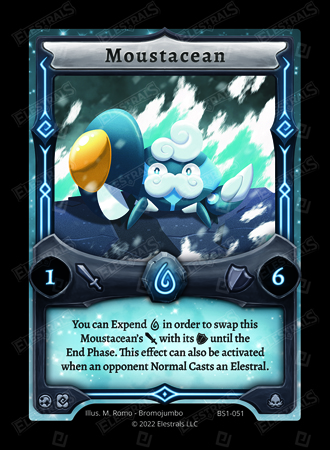 Moustacean
1
6
You can Expend in order to swap this
Moustacean's with its until the
End Phase. This effect can also be activated
when an opponent Normal Casts an Elestral.
Illus. M. Romo - Bromojumbo
BS1-051
© 2022 Elestrals LLC
ELESTRALS